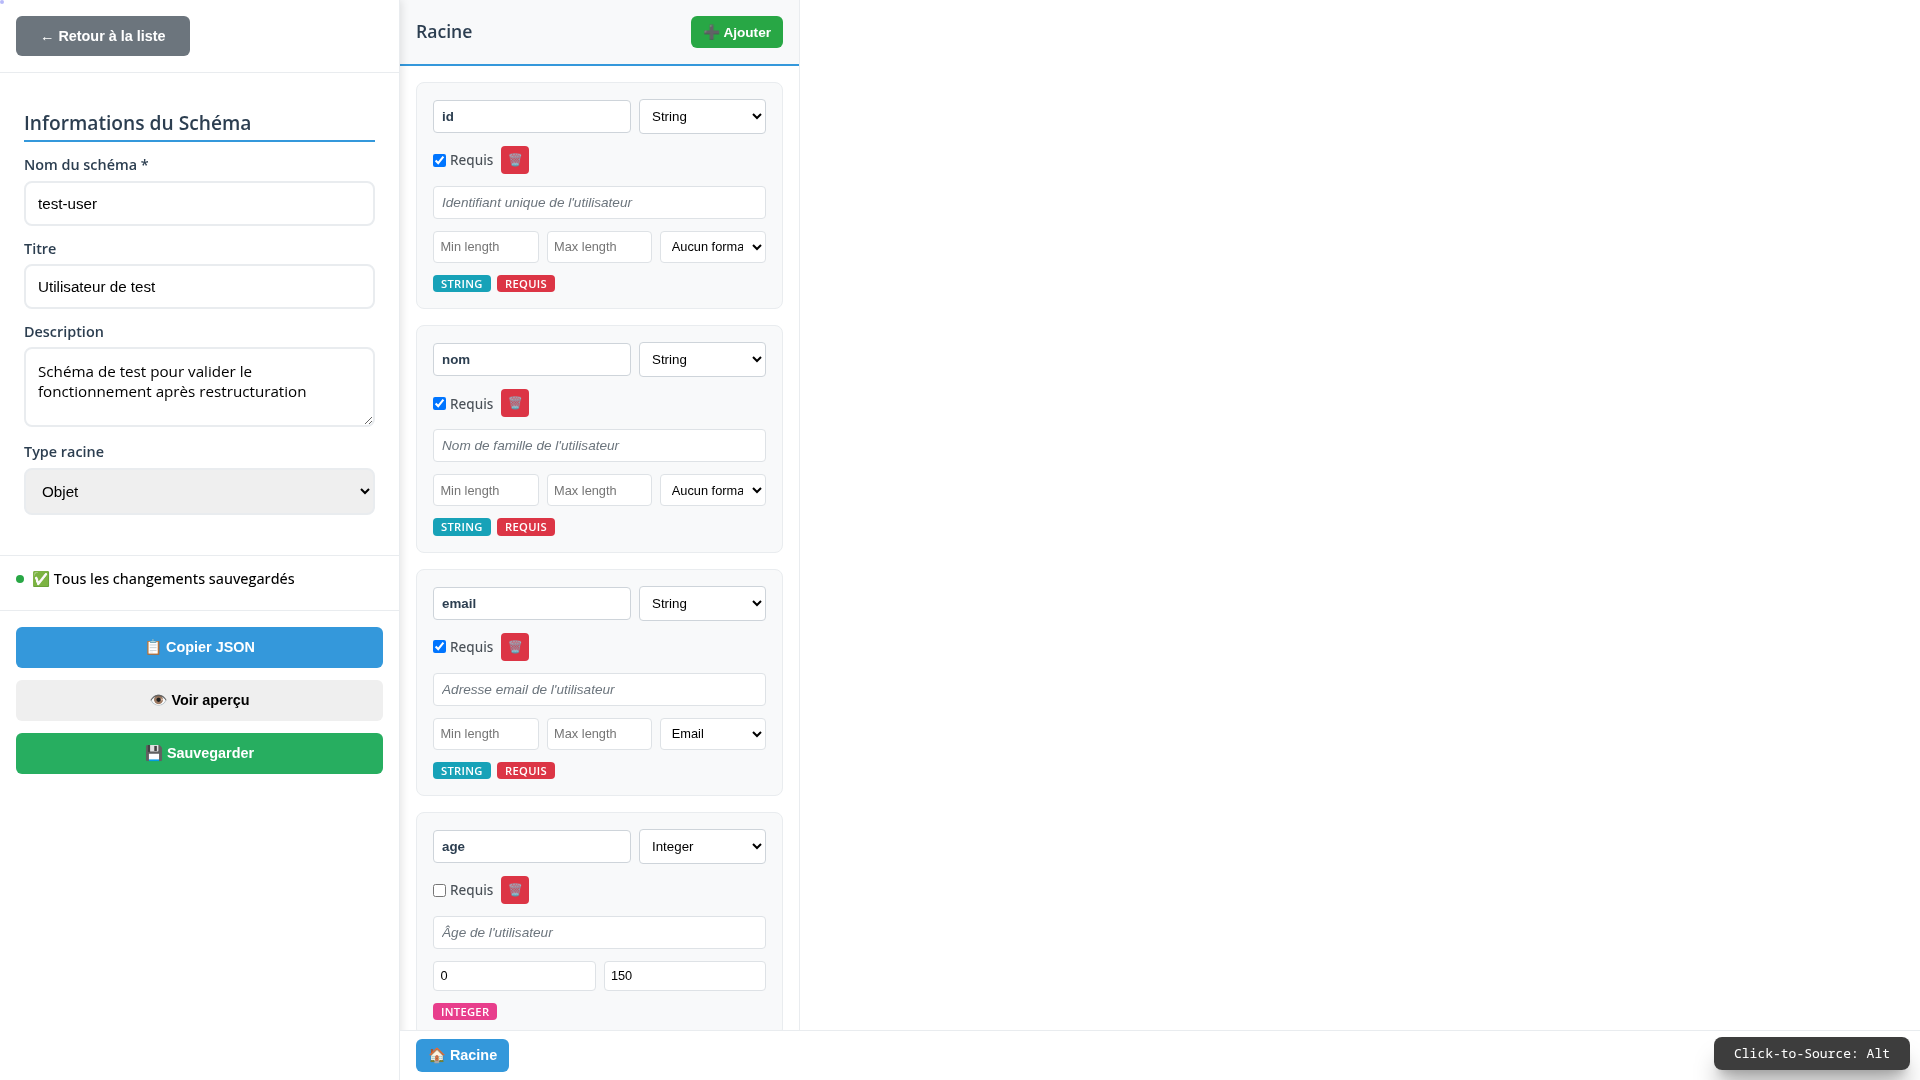 ← Retour à la liste
Informations du Schéma
Nom du schéma *
test-user
Titre
Utilisateur de test
Description
Schéma de test pour valider le
fonctionnement après restructuration
Type racine
Objet
✅ Tous les changements sauvegardés
📋 Copier JSON
👁️ Voir aperçu
💾 Sauvegarder
Racine
➕ Ajouter
id
String
Requis
Identifiant unique de l'utilisateur
Min length
Max length
Aucun forma
STRING
REQUIS
nom
String
Requis
Nom de famille de l'utilisateur
Min length
Max length
Aucun forma
STRING
REQUIS
email
String
Requis
Adresse email de l'utilisateur
Min length
Max length
Email
STRING
REQUIS
age
Integer
Requis
Âge de l'utilisateur
0
150
INTEGER
🏠 Racine
Click-to-Source: Alt